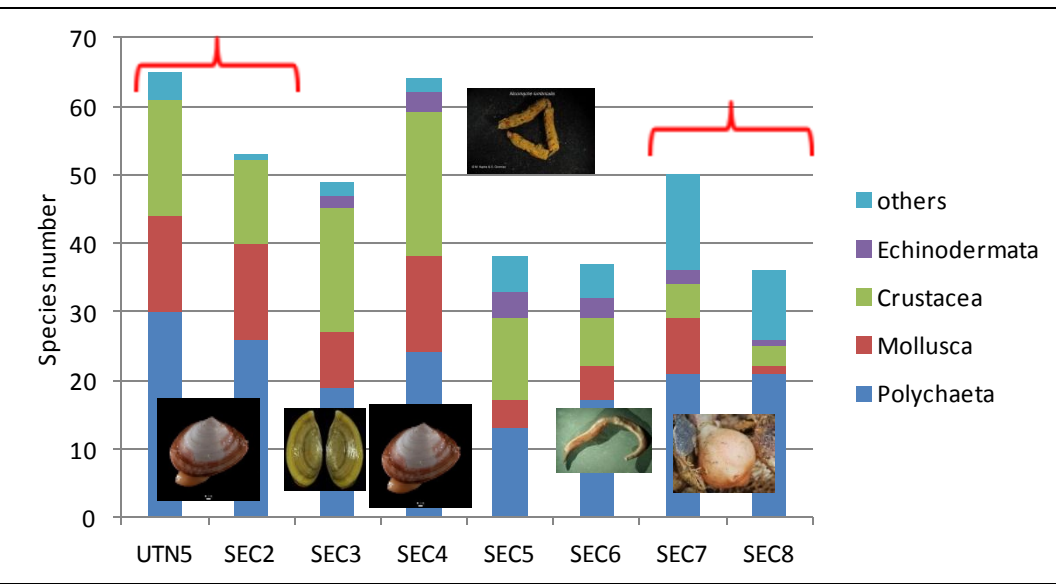 70
60
50
40
30
20
10
0
Species number
UTN5 SEC2 SEC3 SEC4 SEC5 SEC6 SEC7 SEC8
others
Echinodermata
Crustacea
Mollusca
Polychaeta